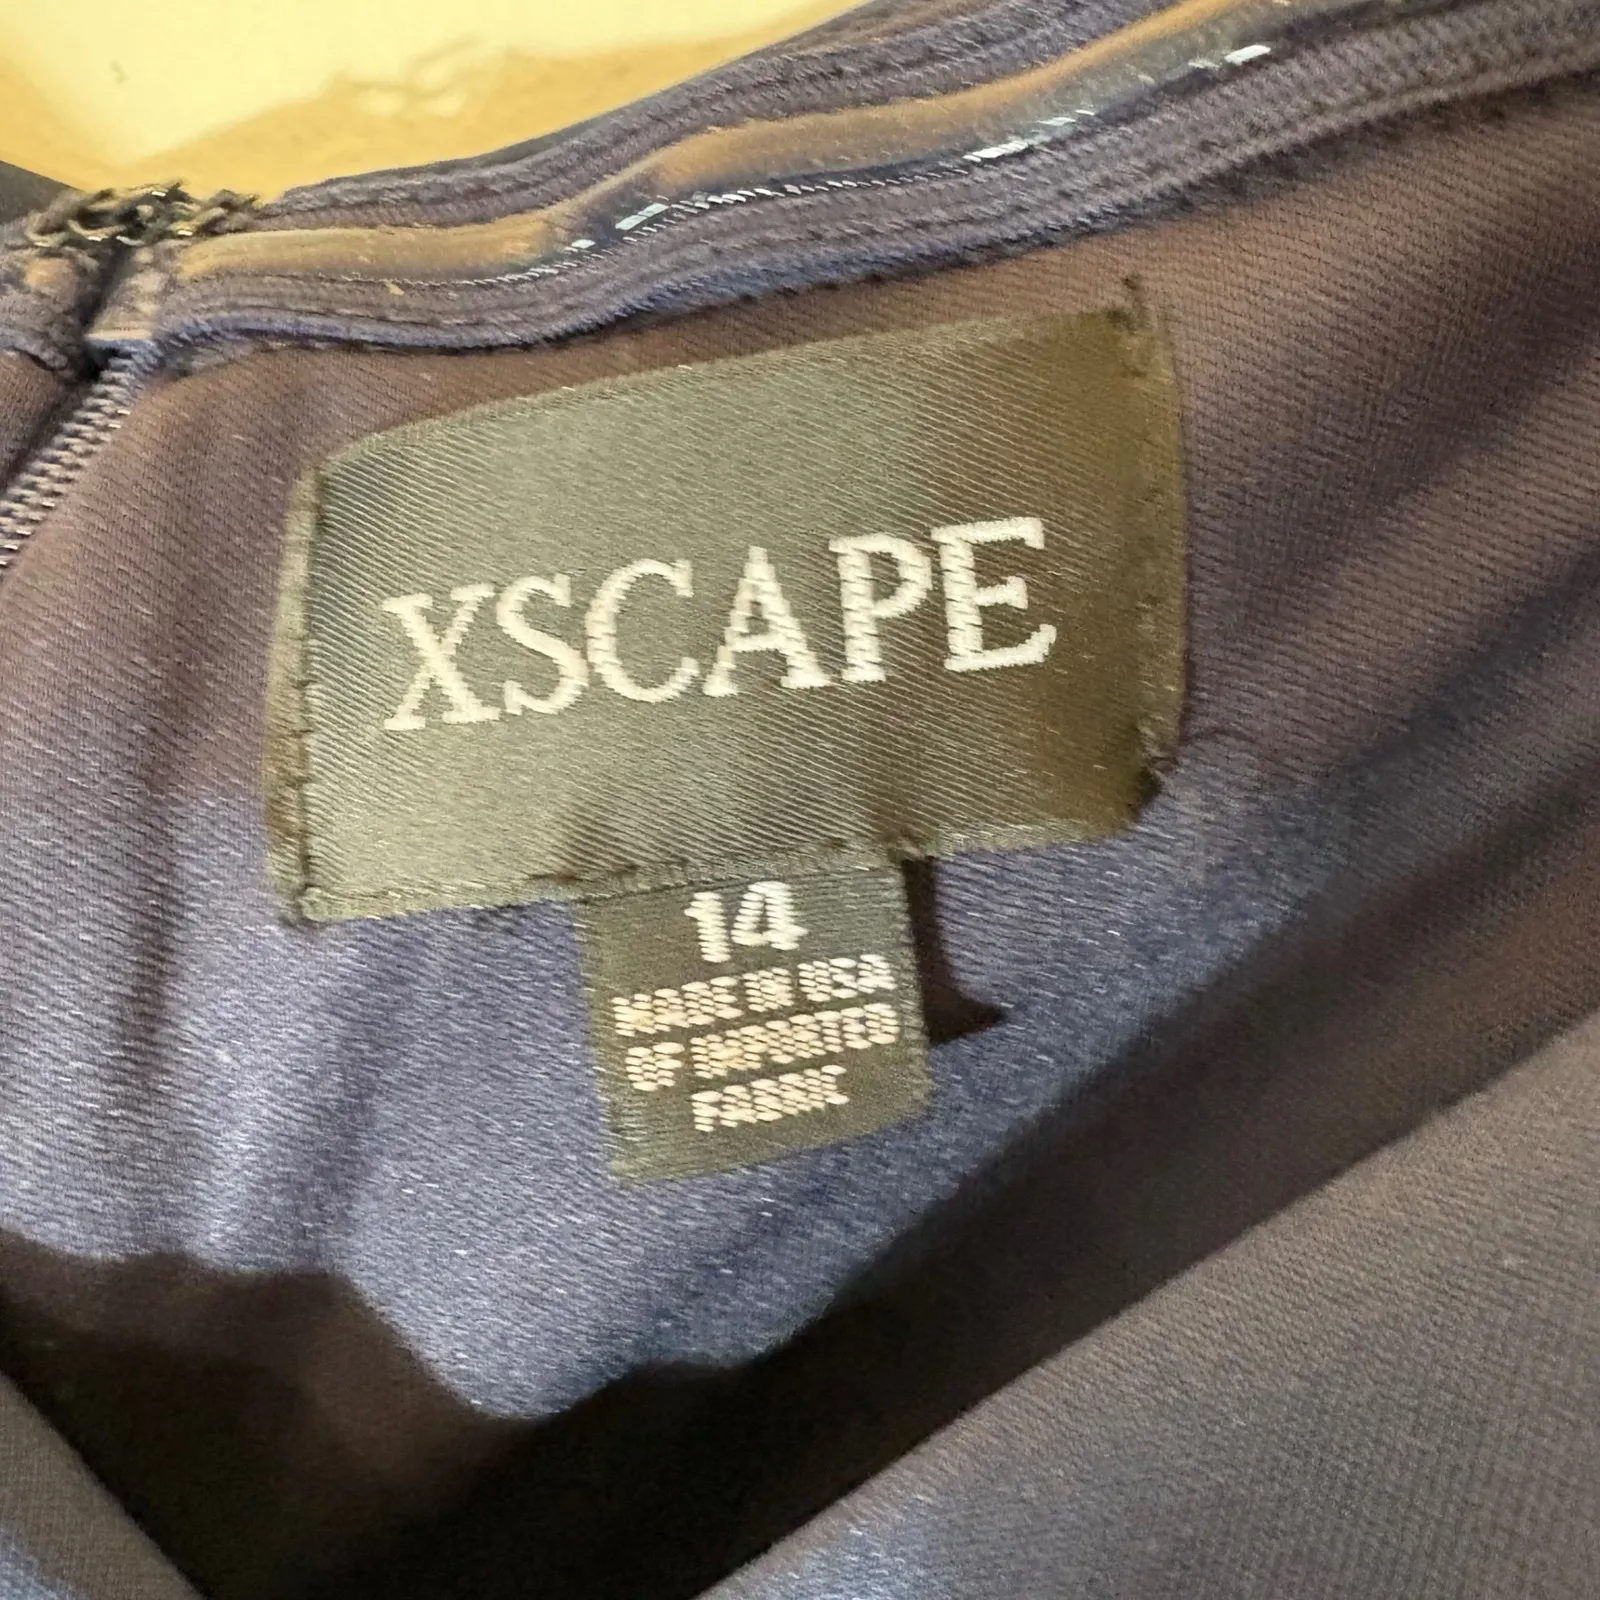 XSCAPE
14
MADE IN USA
OF IMPORTED
FABRIC